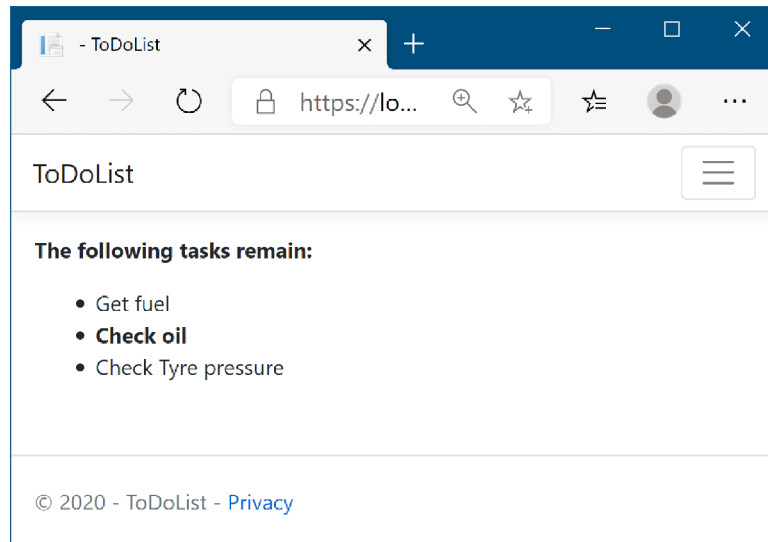 - ToDoList
https://lo...
ToDoList
The following tasks remain:
• Get fuel
• Check oil
• Check Tyre pressure
© 2020 - ToDoList - Privacy